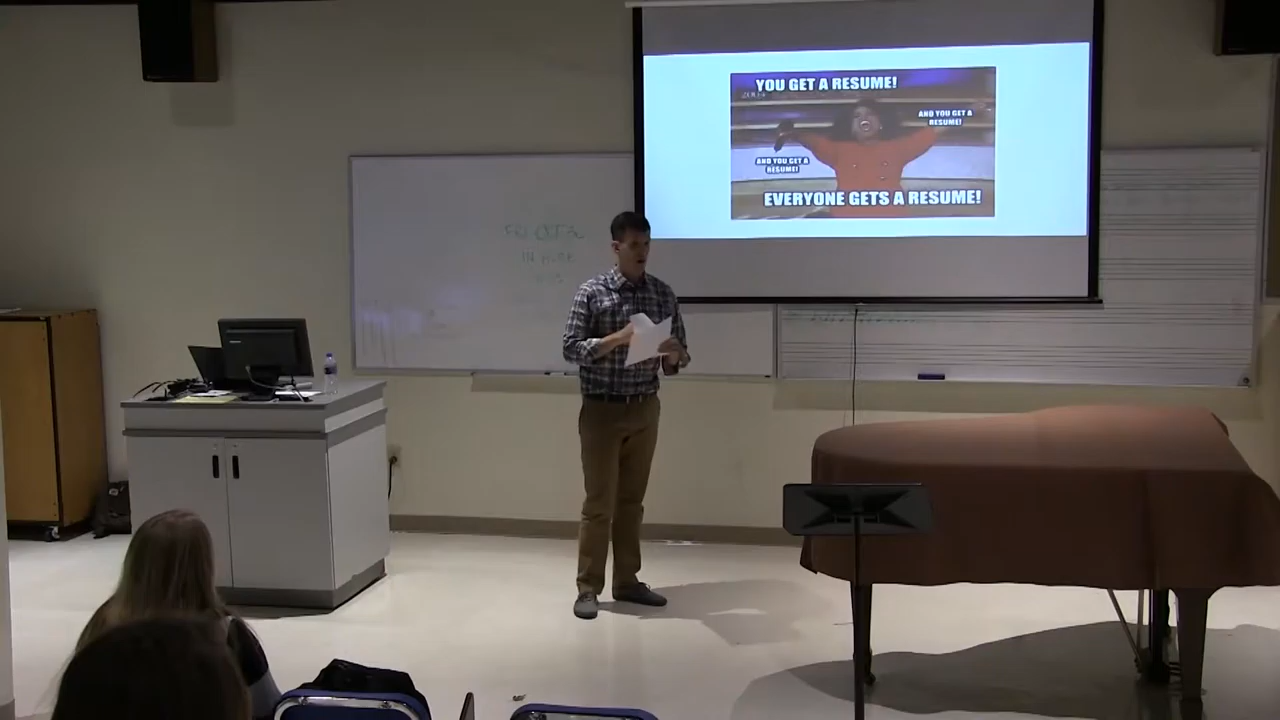 YOU GET A RESUME!
AND YOU GET A
RESUME!
AND YOU GET A
RESUME!
EVERYONE GETS A RESUME!